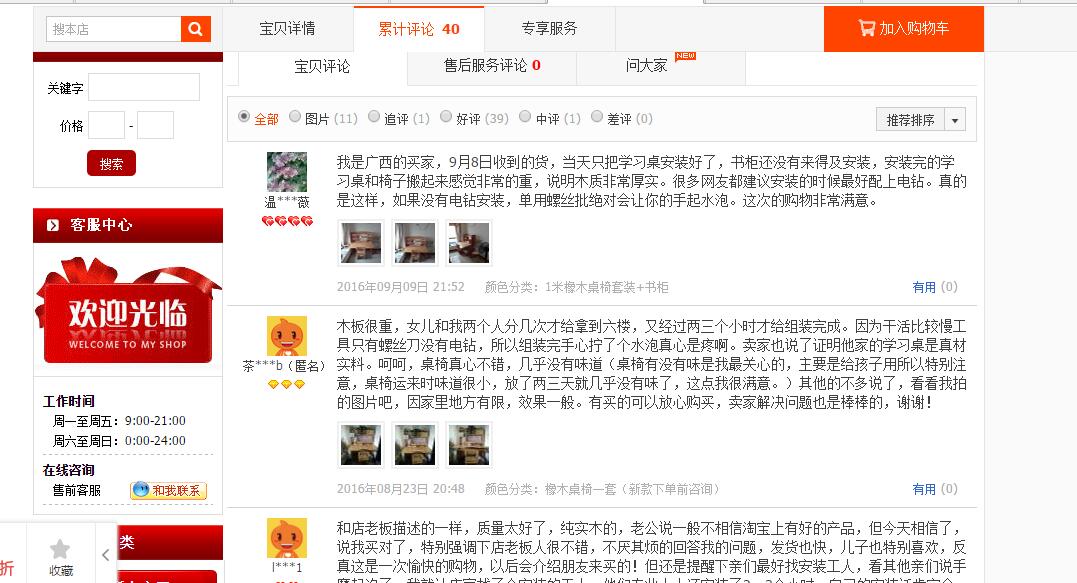 搜本店
宝贝详情
累计评论 40
专享服务
加入购物车
关键字
价格
-
搜索
客服中心
欢迎光临
WELCOME TO MY SHOP
工作时间
周一至周五：9:00-21:00
周六至周日：0:00-24:00
在线咨询
售前客服
和我联系
类
折
收藏
宝贝评论
售后服务评论 0
问大家
NEW
全部
图片 (11)
追评 (1)
好评 (39)
中评 (1)
差评 (0)
推荐排序
温***薇
我是广西的买家，9月8日收到的货，当天只把学习桌安装好了，书柜还没有来得及安装，安装完的学
习桌和椅子搬起来感觉非常的重，说明木质非常厚实。很多网友都建议安装的时候最好配上电钻。真的
是这样，如果没有电钻安装，单用螺丝批绝对会让你的手起水泡。这次的购物非常满意。
2016年09月09日 21:52
颜色分类：1米橡木桌椅套装+书柜
有用 (0)
茶***b（匿名）
木板很重，女儿和我两个人分几次才给拿到六楼，又经过两三个小时才给组装完成。因为干活比较慢工
具只有螺丝刀没有电钻，所以组装完手心拧了个水泡真心是疼啊。卖家也说了证明他家的学习桌是真材
实料。呵呵，桌椅真心不错，几乎没有味道（桌椅有没有味是我最关心的，主要是给孩子用所以特别注
意，桌椅运来时味道很小，放了两三天就几乎没有味了，这点我很满意。）其他的不多说了，看看我拍
的图片吧，因家里地方有限，效果一般。有买的可以放心购买，卖家解决问题也是棒棒的，谢谢！
2016年08月23日 20:48
颜色分类：橡木桌椅一套（新款下单前咨询）
有用 (0)
l***1
和店老板描述的一样，质量太好了，纯实木的，老公说一般不相信淘宝上有好的产品，但今天相信了，
说我买对了，特别强调下店老板人很不错，不厌其烦的回答我的问题，发货也快，儿子也特别喜欢，反
真这是一次愉快的购物，以后会介绍朋友来买的！但还是提醒下亲们最好找安装工人，看其他亲们说手